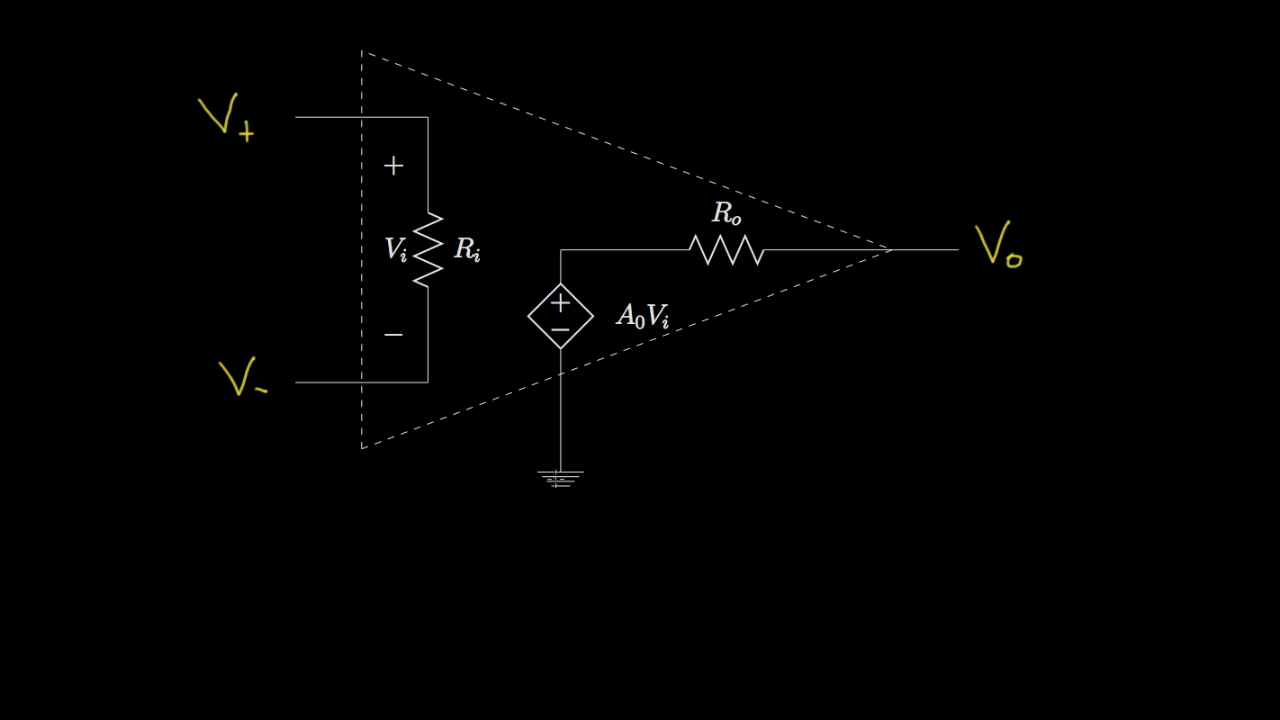 V₊
+
Vᵢ
Rᵢ
−
V₋
Rₒ
+
−
A₀Vᵢ
Vₒ